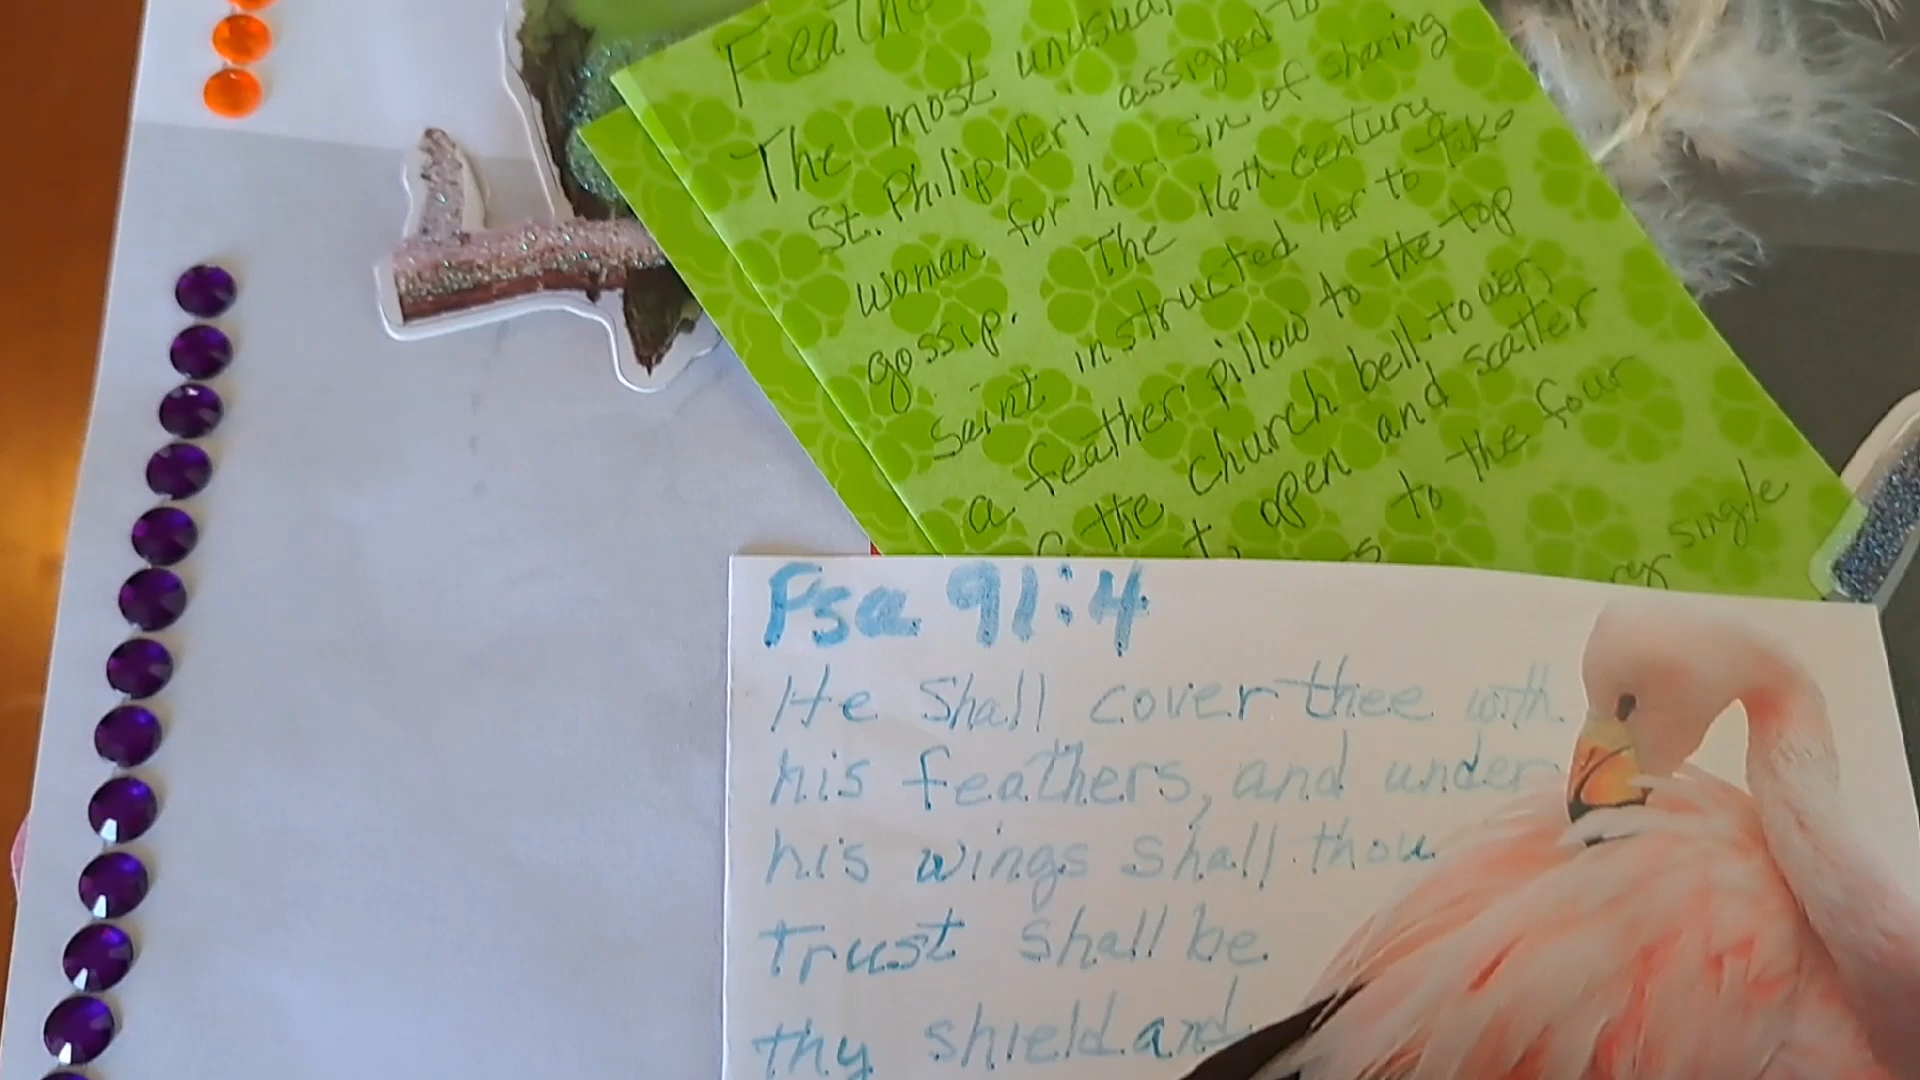 The most unusual
St. Philip Neri assigned to
woman for her sin of sharing
gossip. The 16th century
Saint instructed her to take
a feather pillow to the top
the church bell-tower,
open and scatter
to the four
single
Psa 91:4
He Shall cover thee with
his feathers, and under
his wings shall thou
Trust shall be
thy shield and